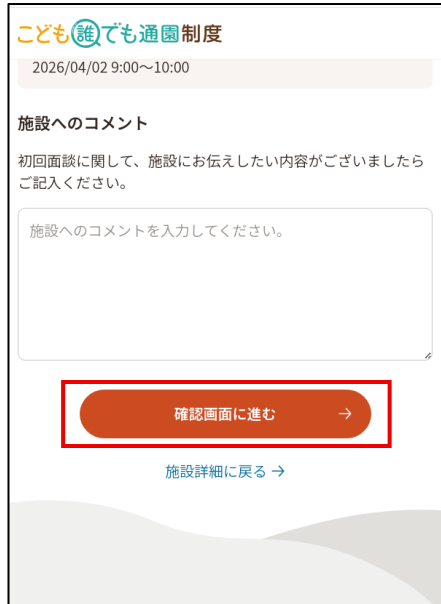 こども誰でも通園制度
2026/04/02 9:00～10:00
施設へのコメント
初回面談に関して、施設にお伝えしたい内容がございましたら
ご記入ください。
施設へのコメントを入力してください。
確認画面に進む →
施設詳細に戻る →